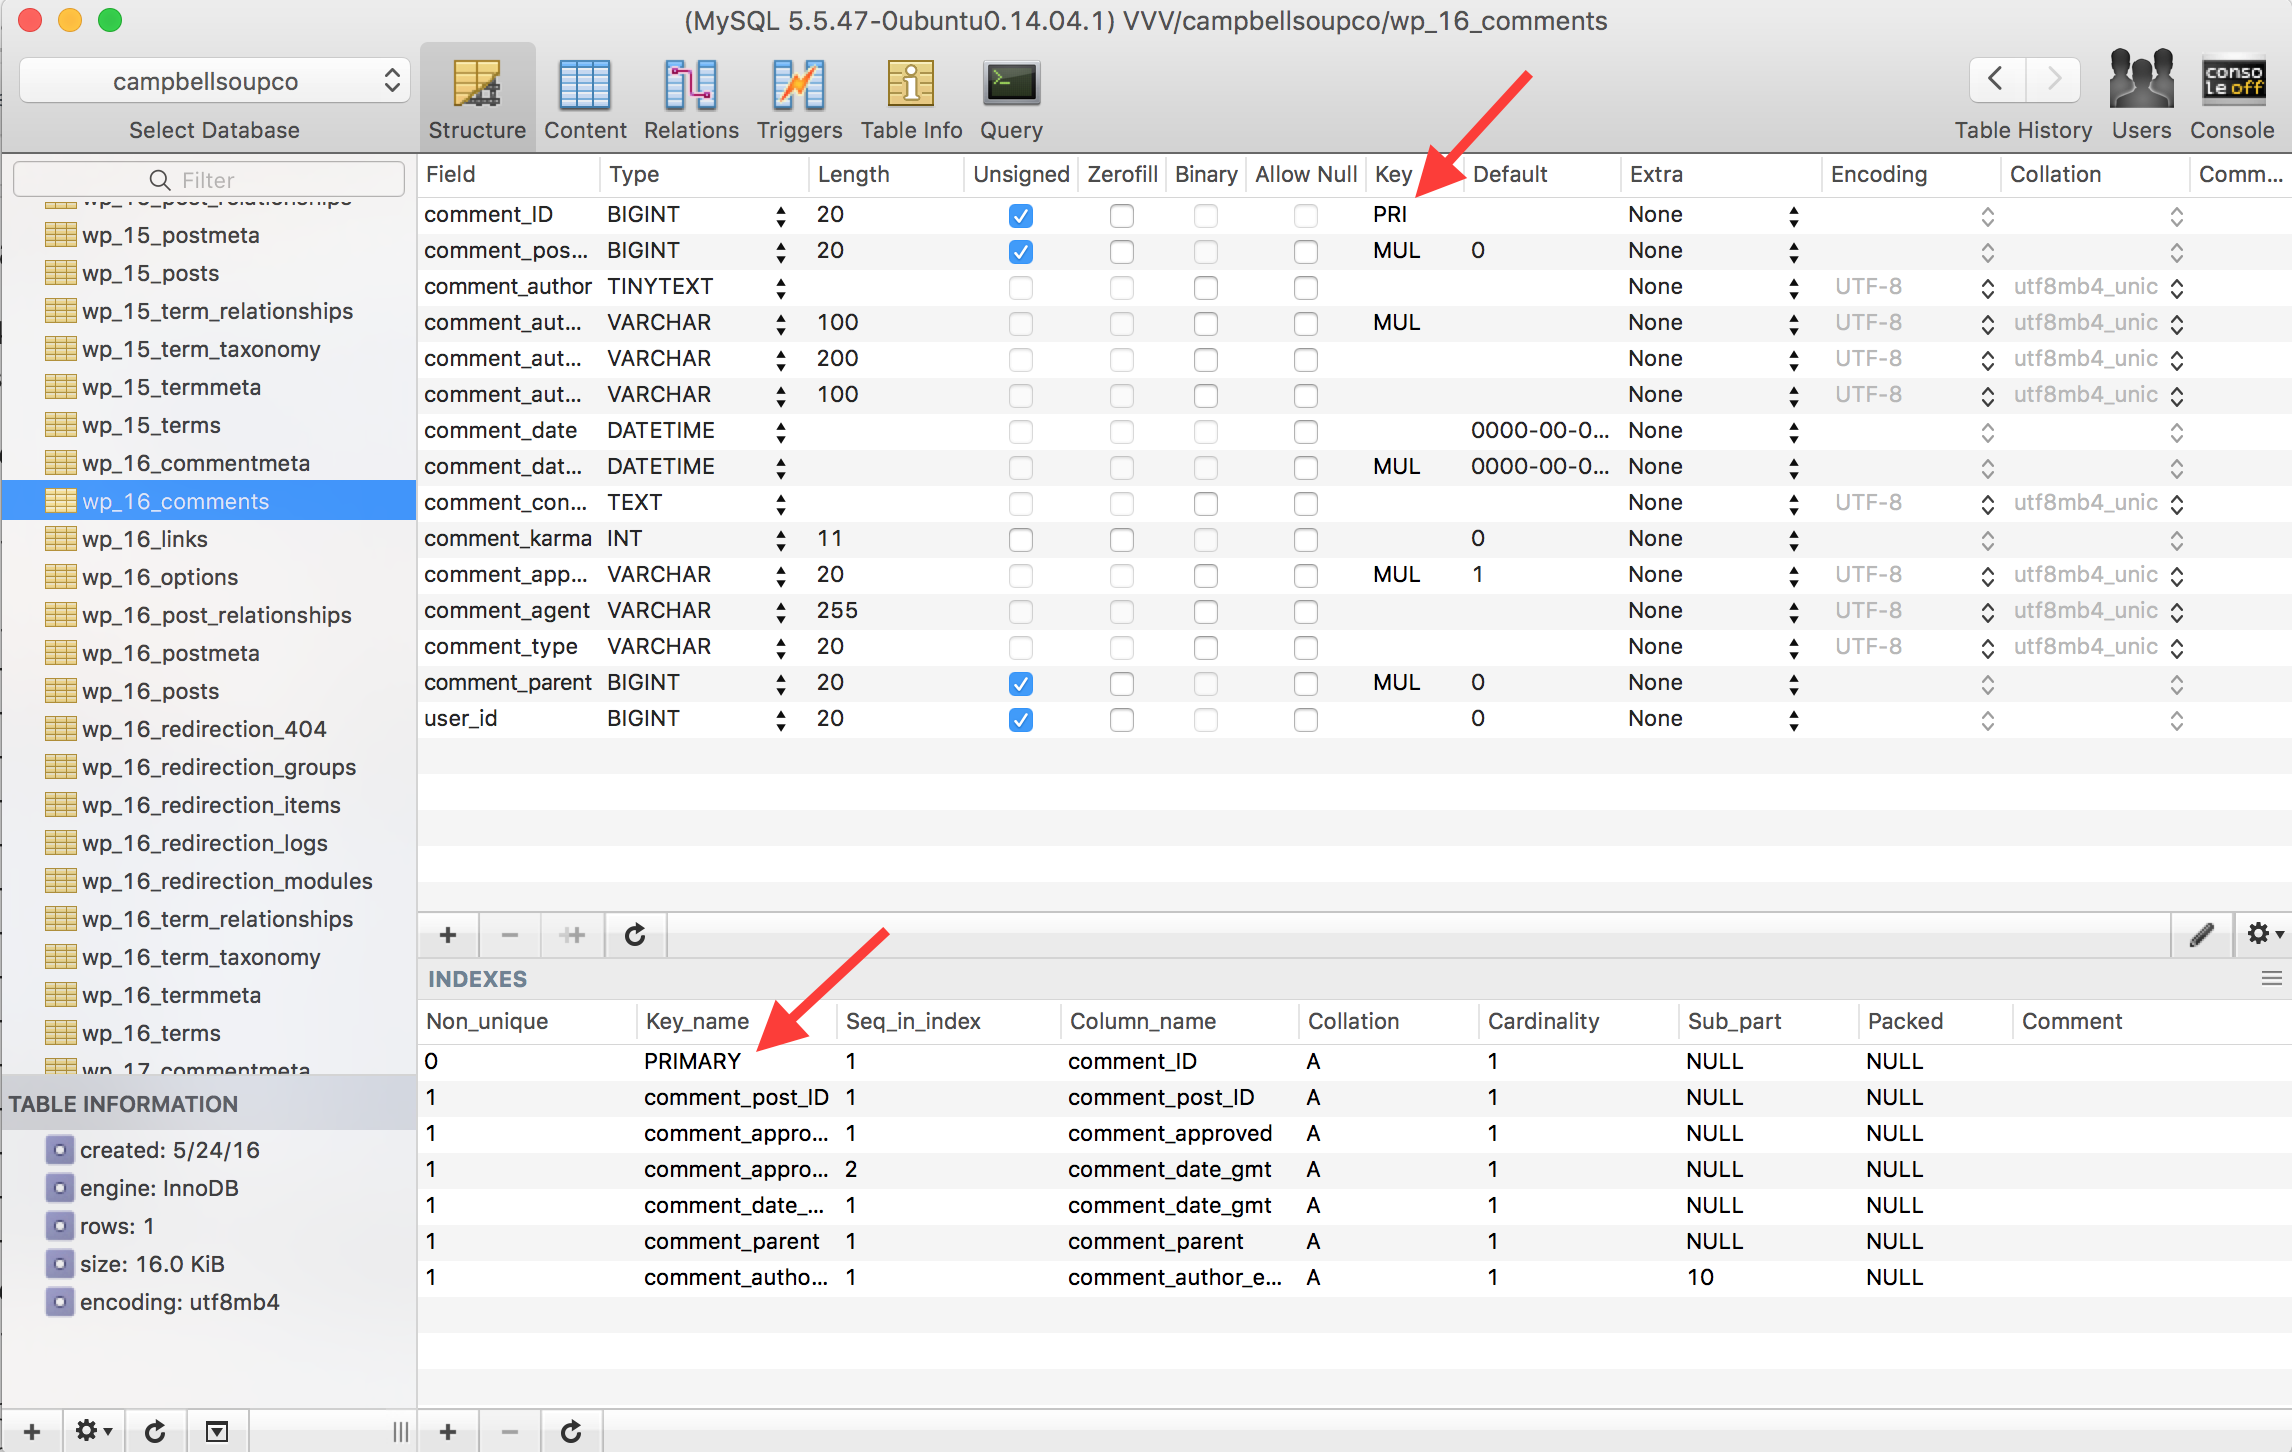 (MySQL 5.5.47-0ubuntu0.14.04.1) VVV/campbellsoupco/wp_16_comments
campbellsoupco
Select Database
Structure Content Relations Triggers Table Info Query
conso
le off
Table History Users Console
Filter
wp_15_post_relationships
wp_15_postmeta
wp_15_posts
wp_15_term_relationships
wp_15_term_taxonomy
wp_15_termmeta
wp_15_terms
wp_16_commentmeta
wp_16_comments
wp_16_links
wp_16_options
wp_16_post_relationships
wp_16_postmeta
wp_16_posts
wp_16_redirection_404
wp_16_redirection_groups
wp_16_redirection_items
wp_16_redirection_logs
wp_16_redirection_modules
wp_16_term_relationships
wp_16_term_taxonomy
wp_16_termmeta
wp_16_terms
wp_17_commentmeta
TABLE INFORMATION
created: 5/24/16
engine: InnoDB
rows: 1
size: 16.0 KiB
encoding: utf8mb4
Field Type Length Unsigned Zerofill Binary Allow Null Key Default Extra Encoding Collation Comm...
comment_ID BIGINT 20 PRI None
comment_pos... BIGINT 20 MUL 0 None
comment_author TINYTEXT None UTF-8 utf8mb4_unic
comment_aut... VARCHAR 100 MUL None UTF-8 utf8mb4_unic
comment_aut... VARCHAR 200 None UTF-8 utf8mb4_unic
comment_aut... VARCHAR 100 None UTF-8 utf8mb4_unic
comment_date DATETIME 0000-00-0... None
comment_dat... DATETIME MUL 0000-00-0... None
comment_con... TEXT None UTF-8 utf8mb4_unic
comment_karma INT 11 0 None
comment_app... VARCHAR 20 MUL 1 None UTF-8 utf8mb4_unic
comment_agent VARCHAR 255 None UTF-8 utf8mb4_unic
comment_type VARCHAR 20 None UTF-8 utf8mb4_unic
comment_parent BIGINT 20 MUL 0 None
user_id BIGINT 20 0 None
INDEXES
Non_unique Key_name Seq_in_index Column_name Collation Cardinality Sub_part Packed Comment
0 PRIMARY 1 comment_ID A 1 NULL NULL
1 comment_post_ID 1 comment_post_ID A 1 NULL NULL
1 comment_appro... 1 comment_approved A 1 NULL NULL
1 comment_appro... 2 comment_date_gmt A 1 NULL NULL
1 comment_date_... 1 comment_date_gmt A 1 NULL NULL
1 comment_parent 1 comment_parent A 1 NULL NULL
1 comment_autho... 1 comment_author_e... A 1 10 NULL